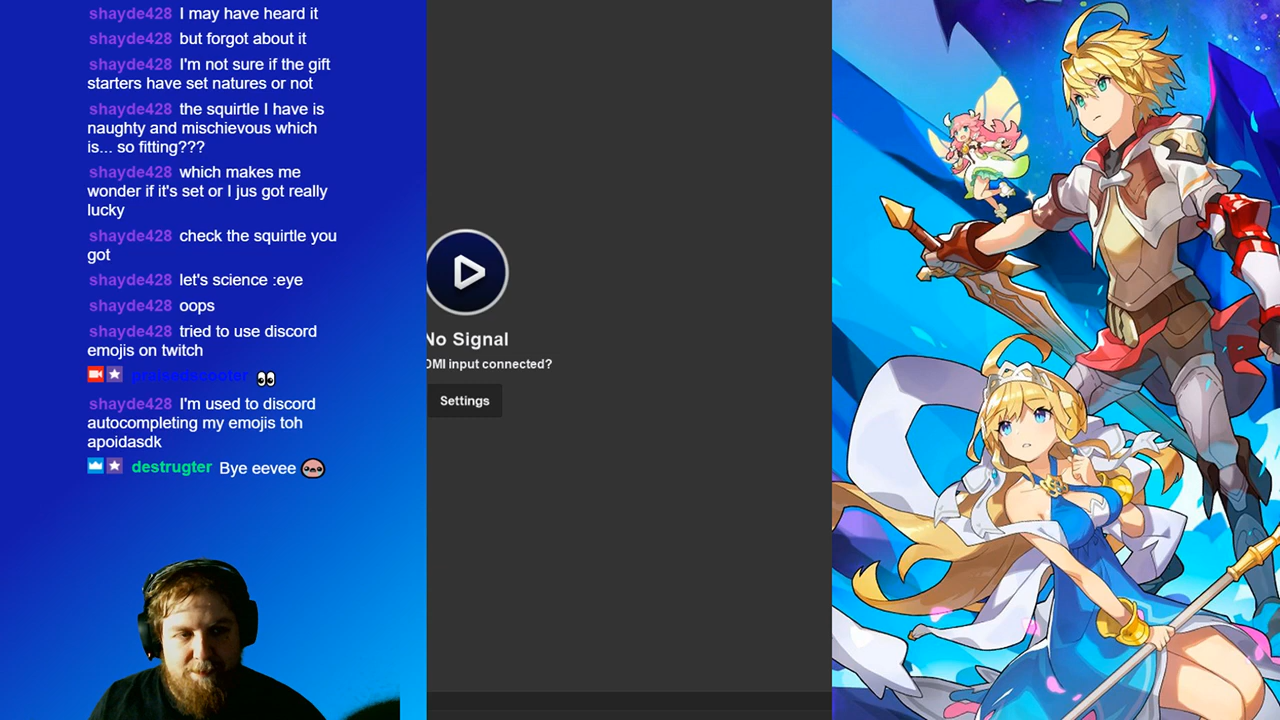 shayde428 I may have heard it
shayde428 but forgot about it
shayde428 I'm not sure if the gift
starters have set natures or not
shayde428 the squirtle I have is
naughty and mischievous which
is... so fitting???
shayde428 which makes me
wonder if it's set or I jus got really
lucky
shayde428 check the squirtle you
got
shayde428 let's science :eye
shayde428 oops
shayde428 tried to use discord
emojis on twitch
praisedscooter
shayde428 I'm used to discord
autocompleting my emojis toh
apoidasdk
destrugter Bye eevee
No Signal
DMI input connected?
Settings